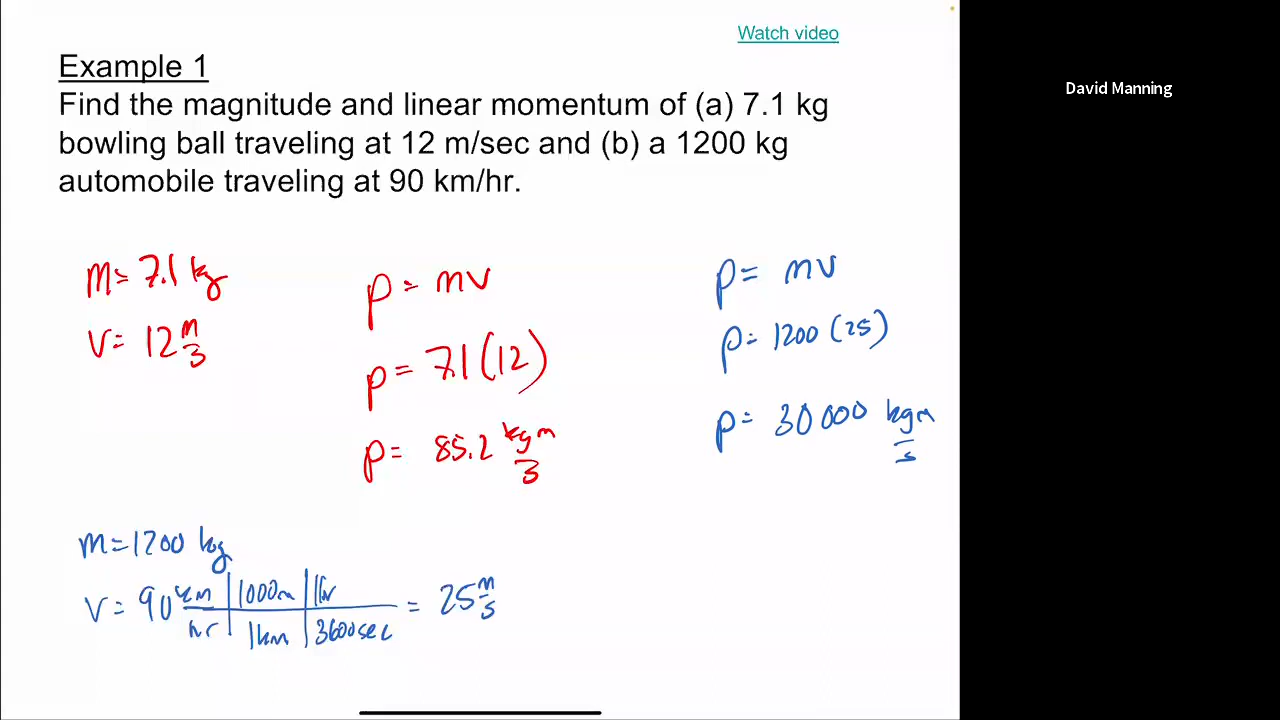 Watch video
Example 1
Find the magnitude and linear momentum of (a) 7.1 kg
bowling ball traveling at 12 m/sec and (b) a 1200 kg
automobile traveling at 90 km/hr.
m = 7.1 kg
v = 12 m/s
p = mv
p = 7.1 (12)
p = 85.2 kgm/s
p = mv
p = 1200 (25)
p = 30 000 kgm/s
m = 1200 kg
v = 90 km/hr | 1000m/1km | 1hr/3600sec = 25 m/s
David Manning